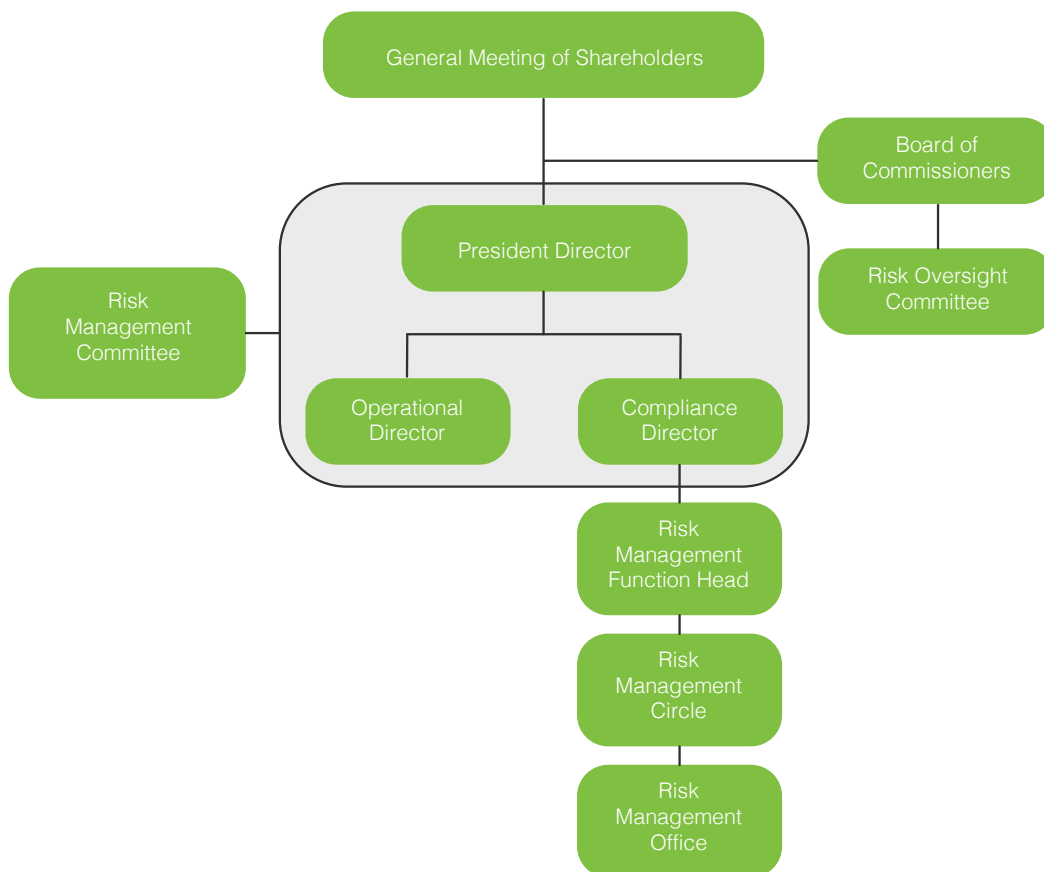 General Meeting of Shareholders
Board of
Commissioners
President Director
Risk Oversight
Committee
Risk
Management
Committee
Operational
Director
Compliance
Director
Risk
Management
Function Head
Risk
Management
Circle
Risk
Management
Office